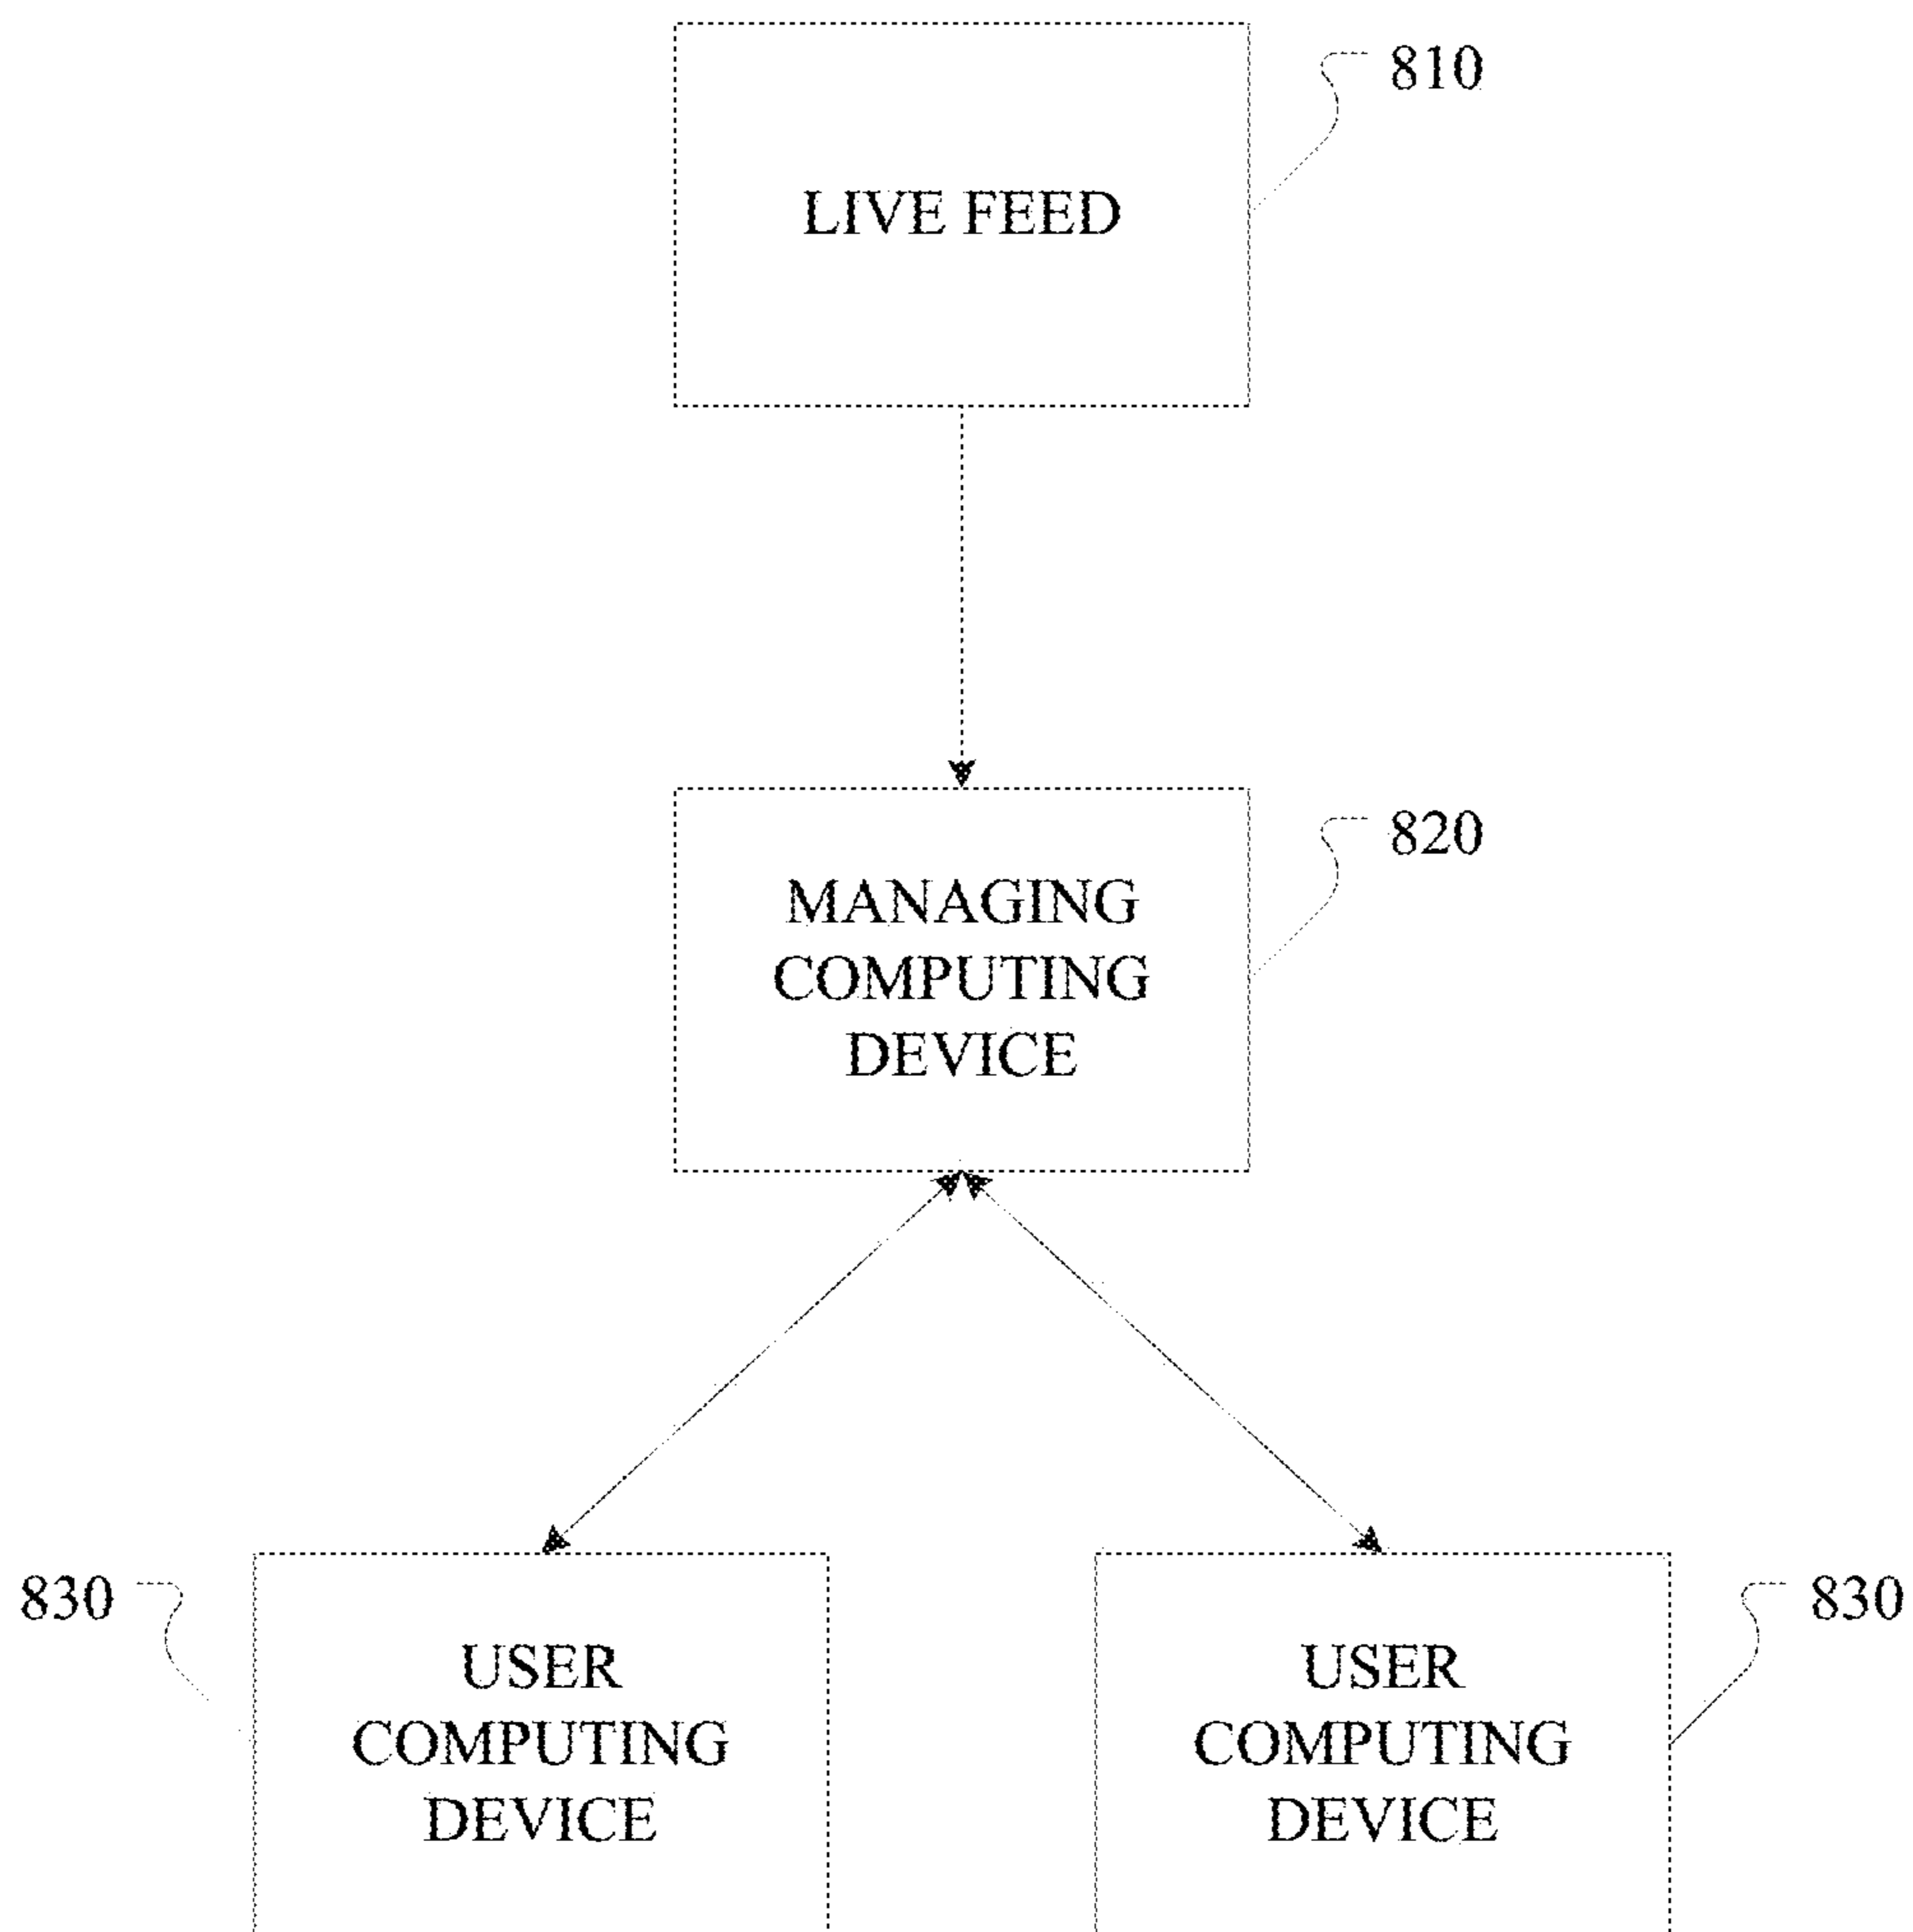 810
LIVE FEED
820
MANAGING
COMPUTING
DEVICE
830
USER
COMPUTING
DEVICE
USER
COMPUTING
DEVICE
830